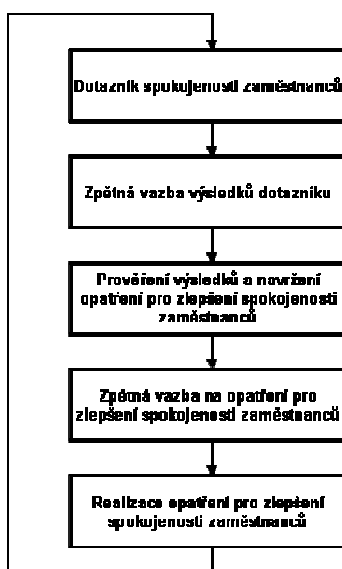 Dotazník spokojenosti zaměstnanců
Zpětná vazba výsledků dotazníku
Prověření výsledků a navržení
opatření pro zlepšení spokojenosti
zaměstnanců
Zpětná vazba na opatření pro
zlepšení spokojenosti zaměstnanců
Realizace opatření pro zlepšení
spokojenosti zaměstnanců